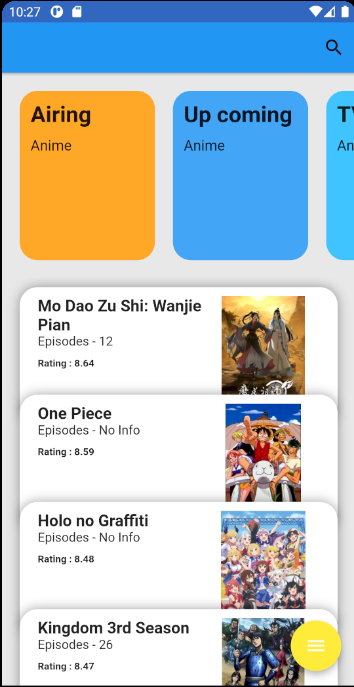 10:27
Airing
Anime
Up coming
Anime
Mo Dao Zu Shi: Wanjie
Pian
Episodes - 12
Rating : 8.64
One Piece
Episodes - No Info
Rating : 8.59
Holo no Graffiti
Episodes - No Info
Rating : 8.48
Kingdom 3rd Season
Episodes - 26
Rating : 8.47